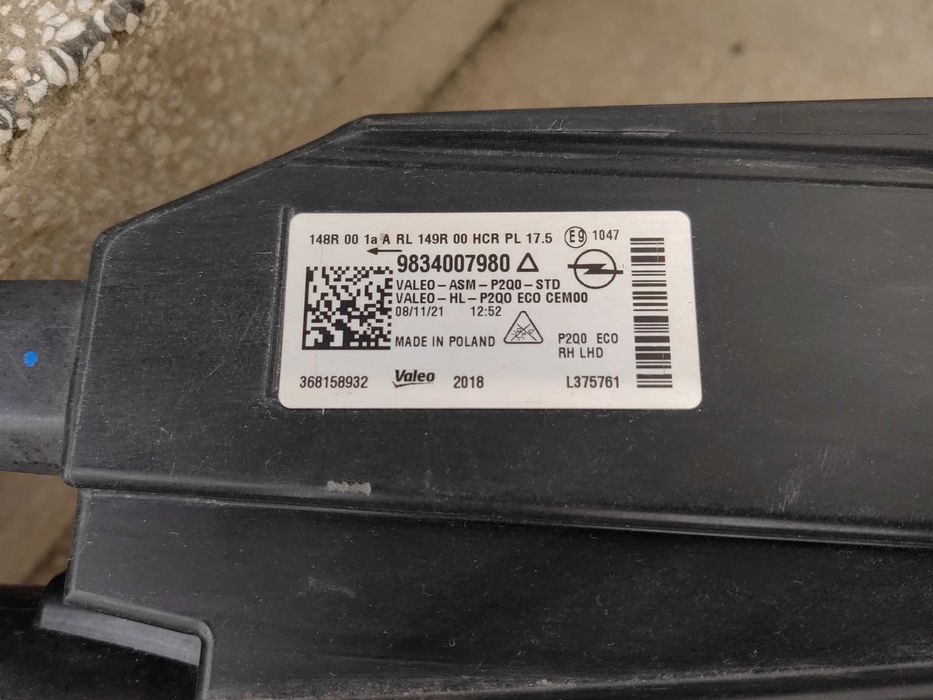 148R 00 1a A RL 149R 00 HCR PL 17.5 E9 1047
9834007980
VALEO-ASM-P2Q0-STD
VALEO-HL-P2QO ECO CEM00
08/11/21 12:52
MADE IN POLAND P2Q0 ECO
RH LHD
368158932 Valeo 2018 L375761